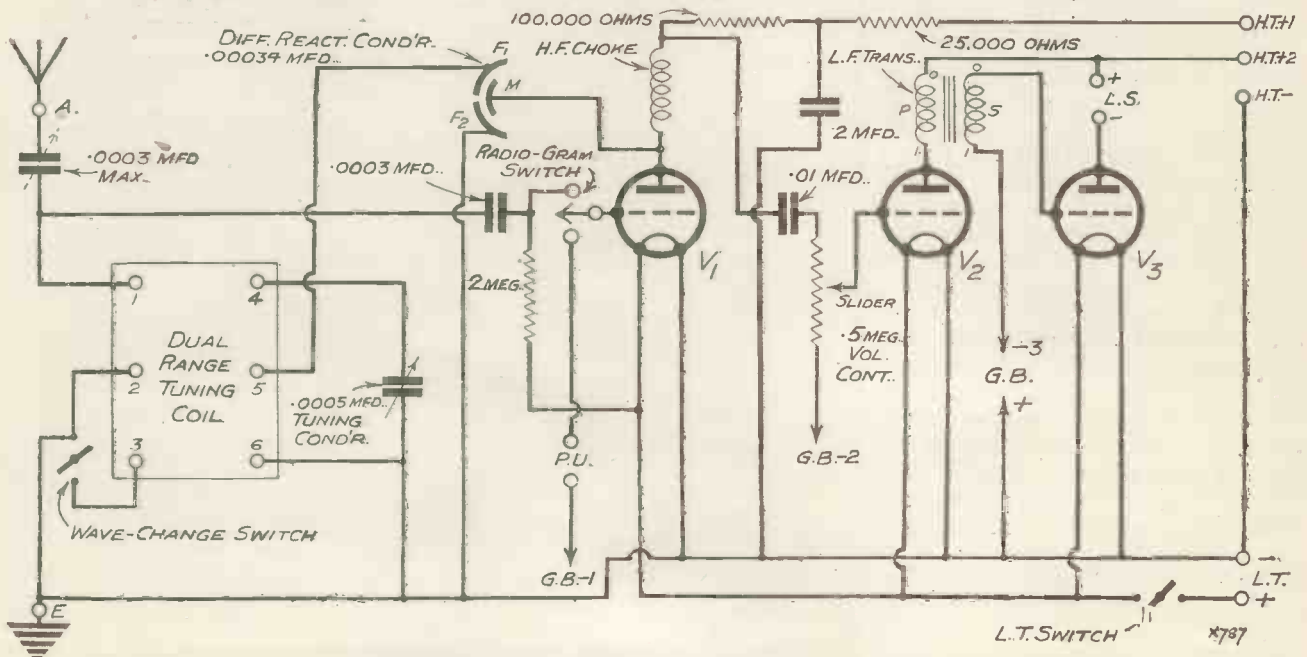 100,000 OHMS
H.T.+1
DIFF. REACT. COND'R.
.00034 MFD.
F1
H.F. CHOKE
25,000 OHMS
L.F. TRANS.
H.T.+2
A.
M
F2
O
O
P
S
+
L.S.
-
H.T.-
.0003 MFD
MAX.
.0003 MFD..
RADIO-GRAM
SWITCH
2 MFD.
.01 MFD..
I
I
V1
V2
V3
1
4
2 MEG.
SLIDER
DUAL
RANGE
TUNING
COIL
2
5
.5 MEG.
VOL.
CONT..
-3
G.B.
+
.0005 MFD.
TUNING
COND'R.
3
6
P.U.
G.B.-2
WAVE-CHANGE SWITCH
G.B.-1
-
L.T.
+
E
L.T. SWITCH
X787